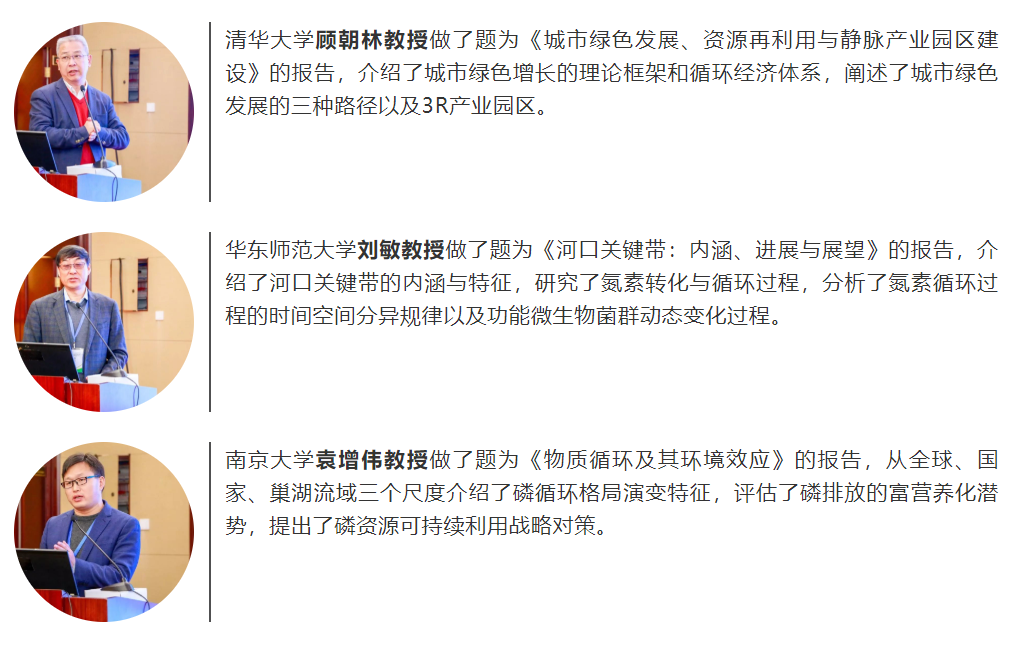 清华大学顾朝林教授做了题为《城市绿色发展、资源再利用与静脉产业园区建
设》的报告，介绍了城市绿色增长的理论框架和循环经济体系，阐述了城市绿色
发展的三种路径以及3R产业园区。
华东师范大学刘敏教授做了题为《河口关键带：内涵、进展与展望》的报告，介
绍了河口关键带的内涵与特征，研究了氮素转化与循环过程，分析了氮素循环过
程的时间空间分异规律以及功能微生物菌群动态变化过程。
南京大学袁增伟教授做了题为《物质循环及其环境效应》的报告，从全球、国
家、巢湖流域三个尺度介绍了磷循环格局演变特征，评估了磷排放的富营养化潜
势，提出了磷资源可持续利用战略对策。